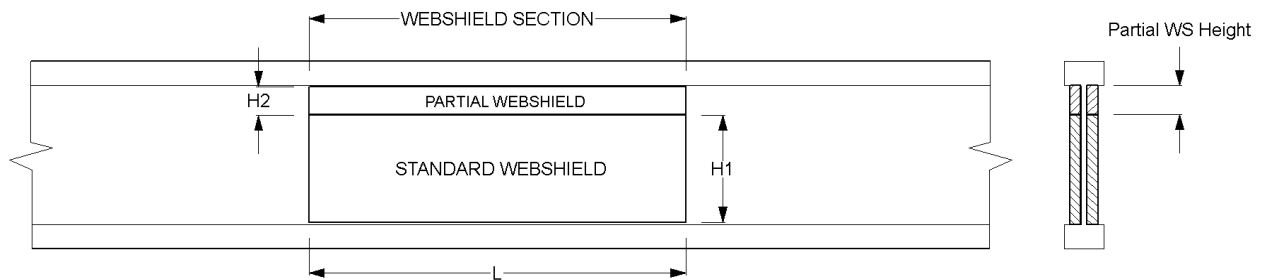 WEBSHIELD SECTION
Partial WS Height
H2
PARTIAL WEBSHIELD
STANDARD WEBSHIELD
H1
L